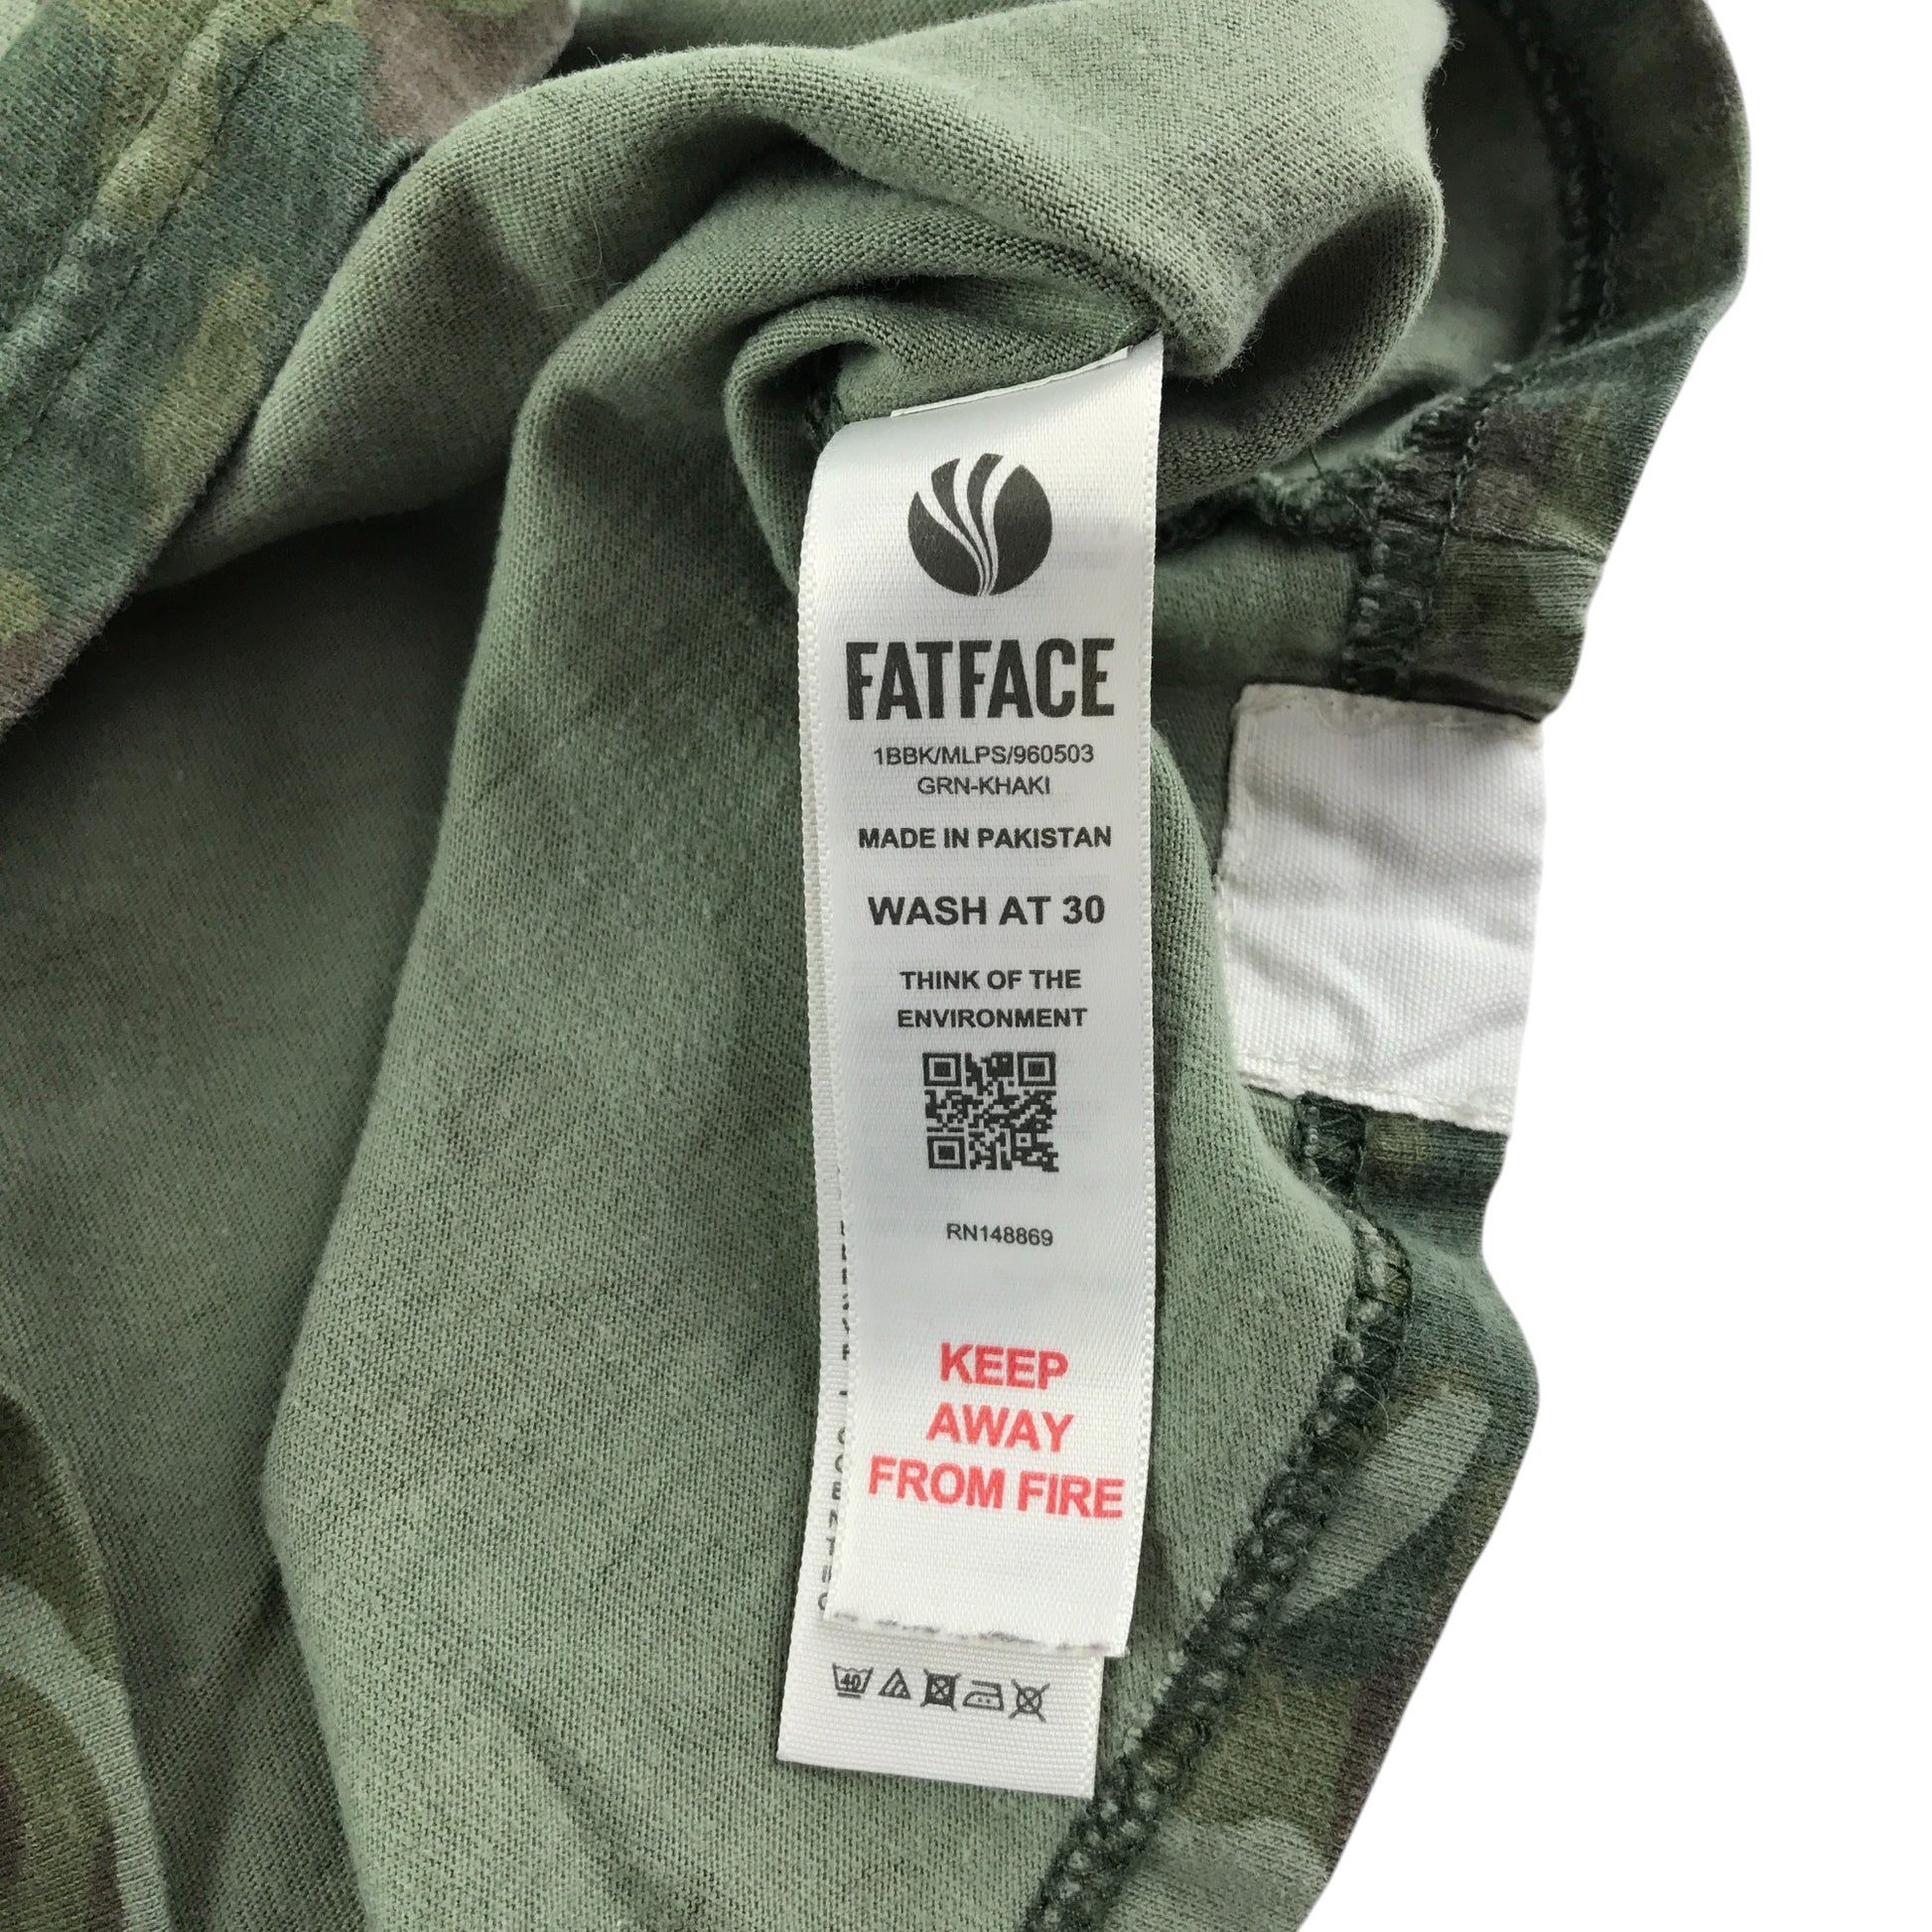 FATFACE
1BBK/MLPS/960503
GRN-KHAKI
MADE IN PAKISTAN
WASH AT 30
THINK OF THE
ENVIRONMENT
RN148869
KEEP
AWAY
FROM FIRE
40